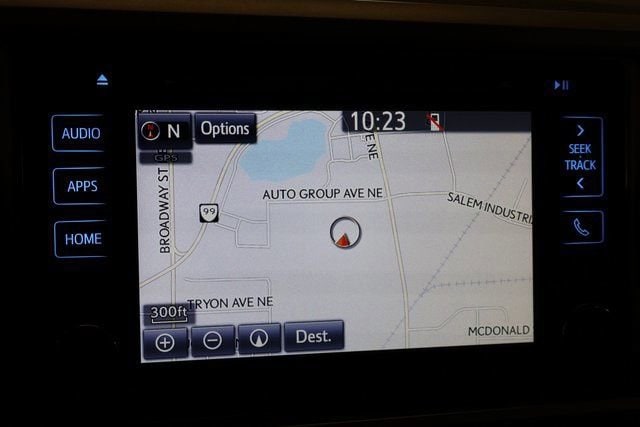 AUDIO
APPS
HOME
N
Options
GPS
10:23
E NE
AUTO GROUP AVE NE
SALEM INDUSTRI
BROADWAY ST
99
TRYON AVE NE
300ft
MCDONALD
Dest.
SEEK
TRACK